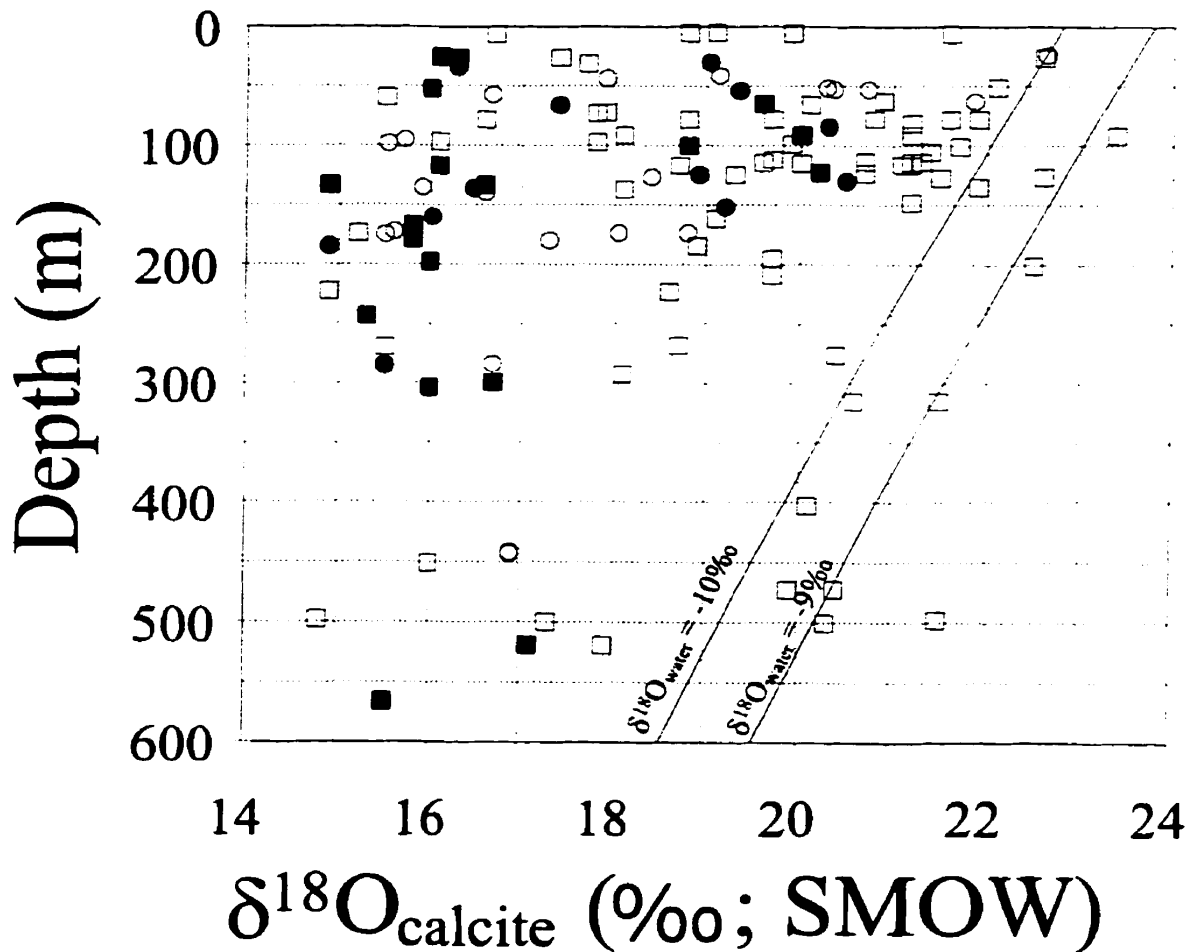 0
100
200
300
400
500
600
Depth (m)
δ¹⁸Owater = -10‰
δ¹⁸Owater = -9‰
14 16 18 20 22 24
δ¹⁸Ocalcite (‰; SMOW)